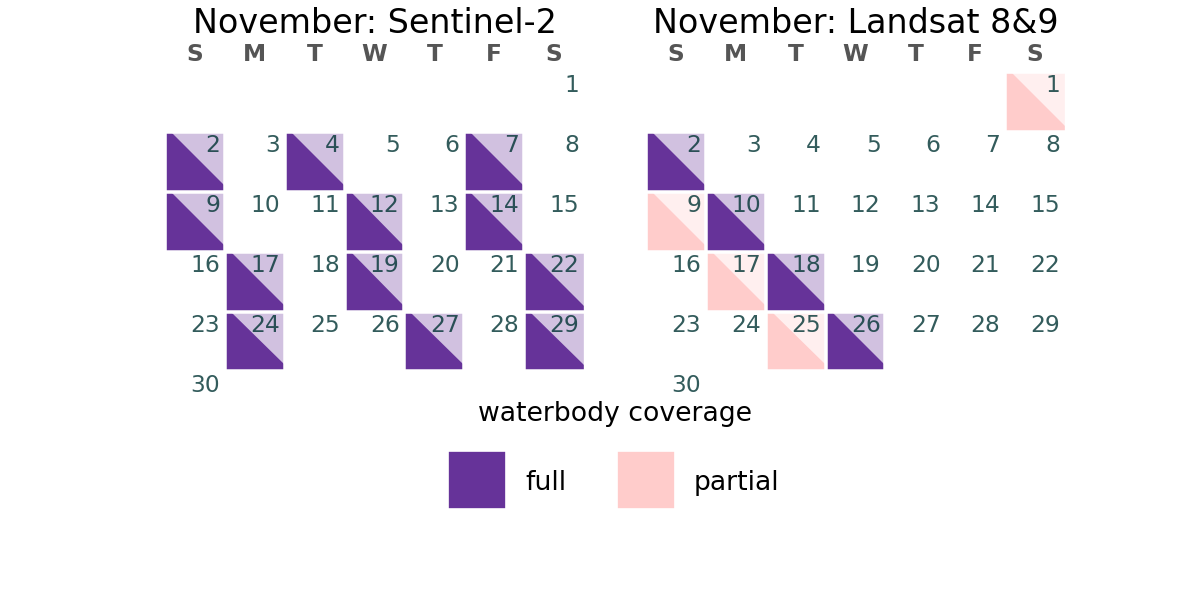 November: Sentinel-2
S M T W T F S
1
2 3 4 5 6 7 8
9 10 11 12 13 14 15
16 17 18 19 20 21 22
23 24 25 26 27 28 29
30
November: Landsat 8&9
S M T W T F S
1
2 3 4 5 6 7 8
9 10 11 12 13 14 15
16 17 18 19 20 21 22
23 24 25 26 27 28 29
30
waterbody coverage
full
partial